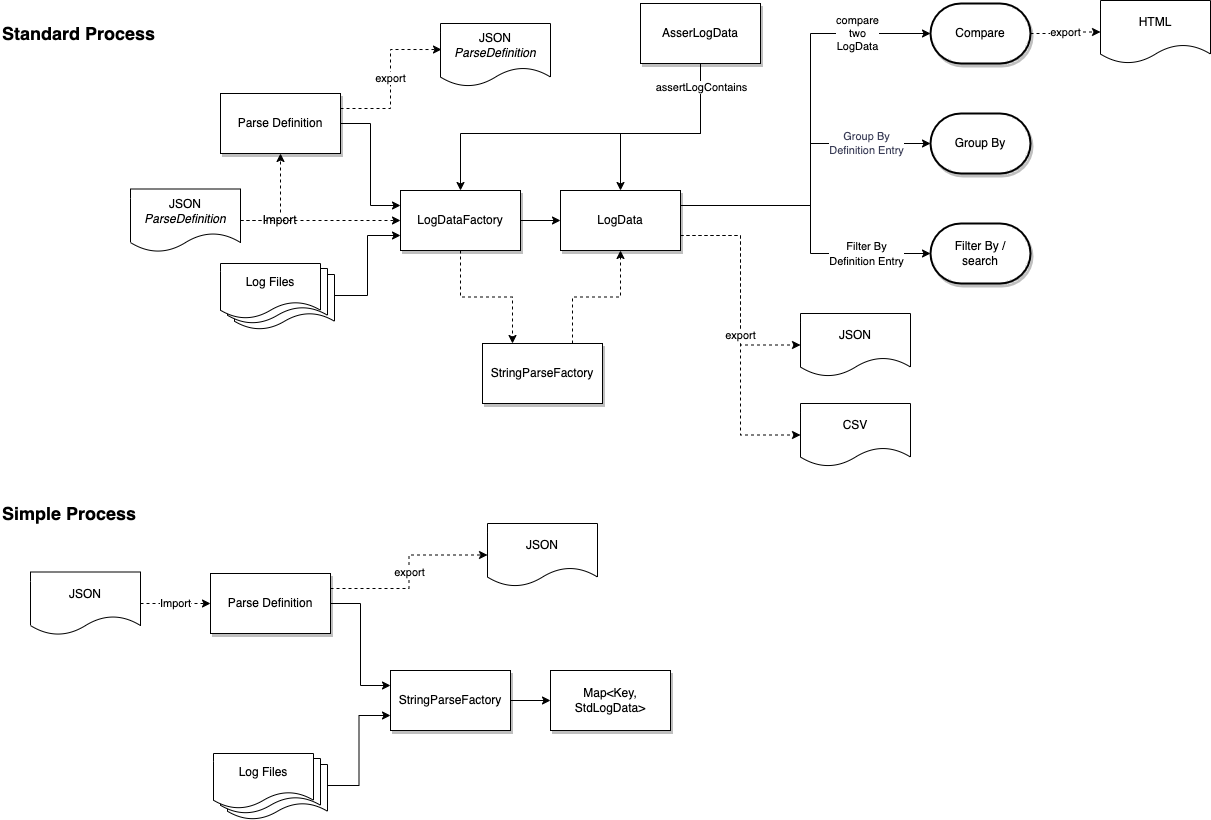 Standard Process
JSON
ParseDefinition
export
AsserLogData
assertLogContains
compare
two
LogData
Compare
export
HTML
Parse Definition
Group By
Definition Entry
Group By
JSON
ParseDefinition
Import
LogDataFactory
LogData
Filter By
Definition Entry
Filter By /
search
Log Files
StringParseFactory
export
JSON
CSV
Simple Process
JSON
export
JSON
Import
Parse Definition
StringParseFactory
Map<Key,
StdLogData>
Log Files